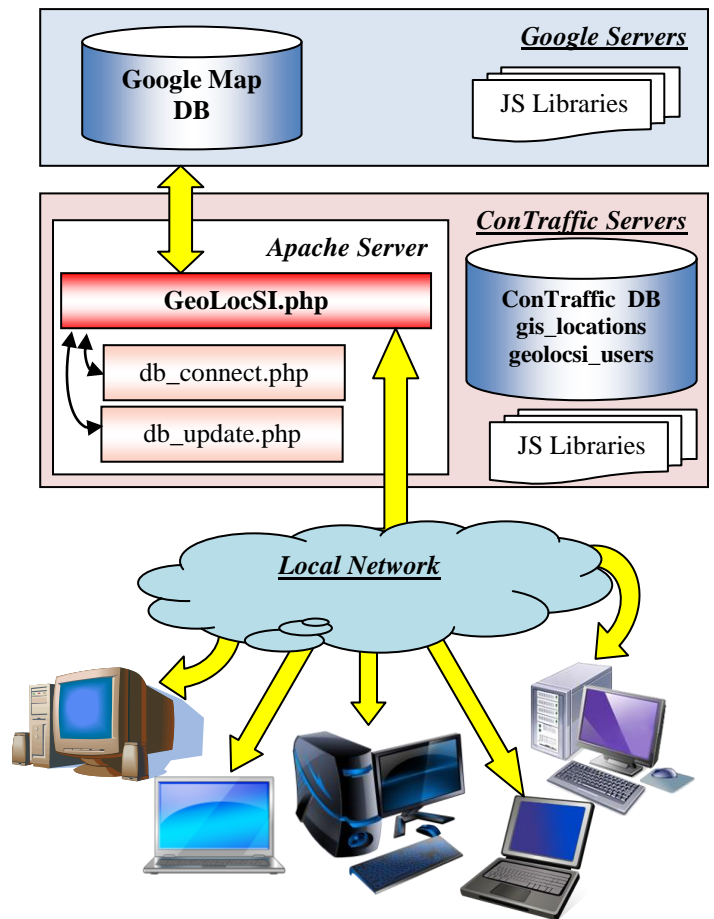 Google Servers
Google Map
DB
JS Libraries
ConTraffic Servers
Apache Server
GeoLocSI.php
db_connect.php
db_update.php
ConTraffic DB
gis_locations
geolocsi_users
JS Libraries
Local Network